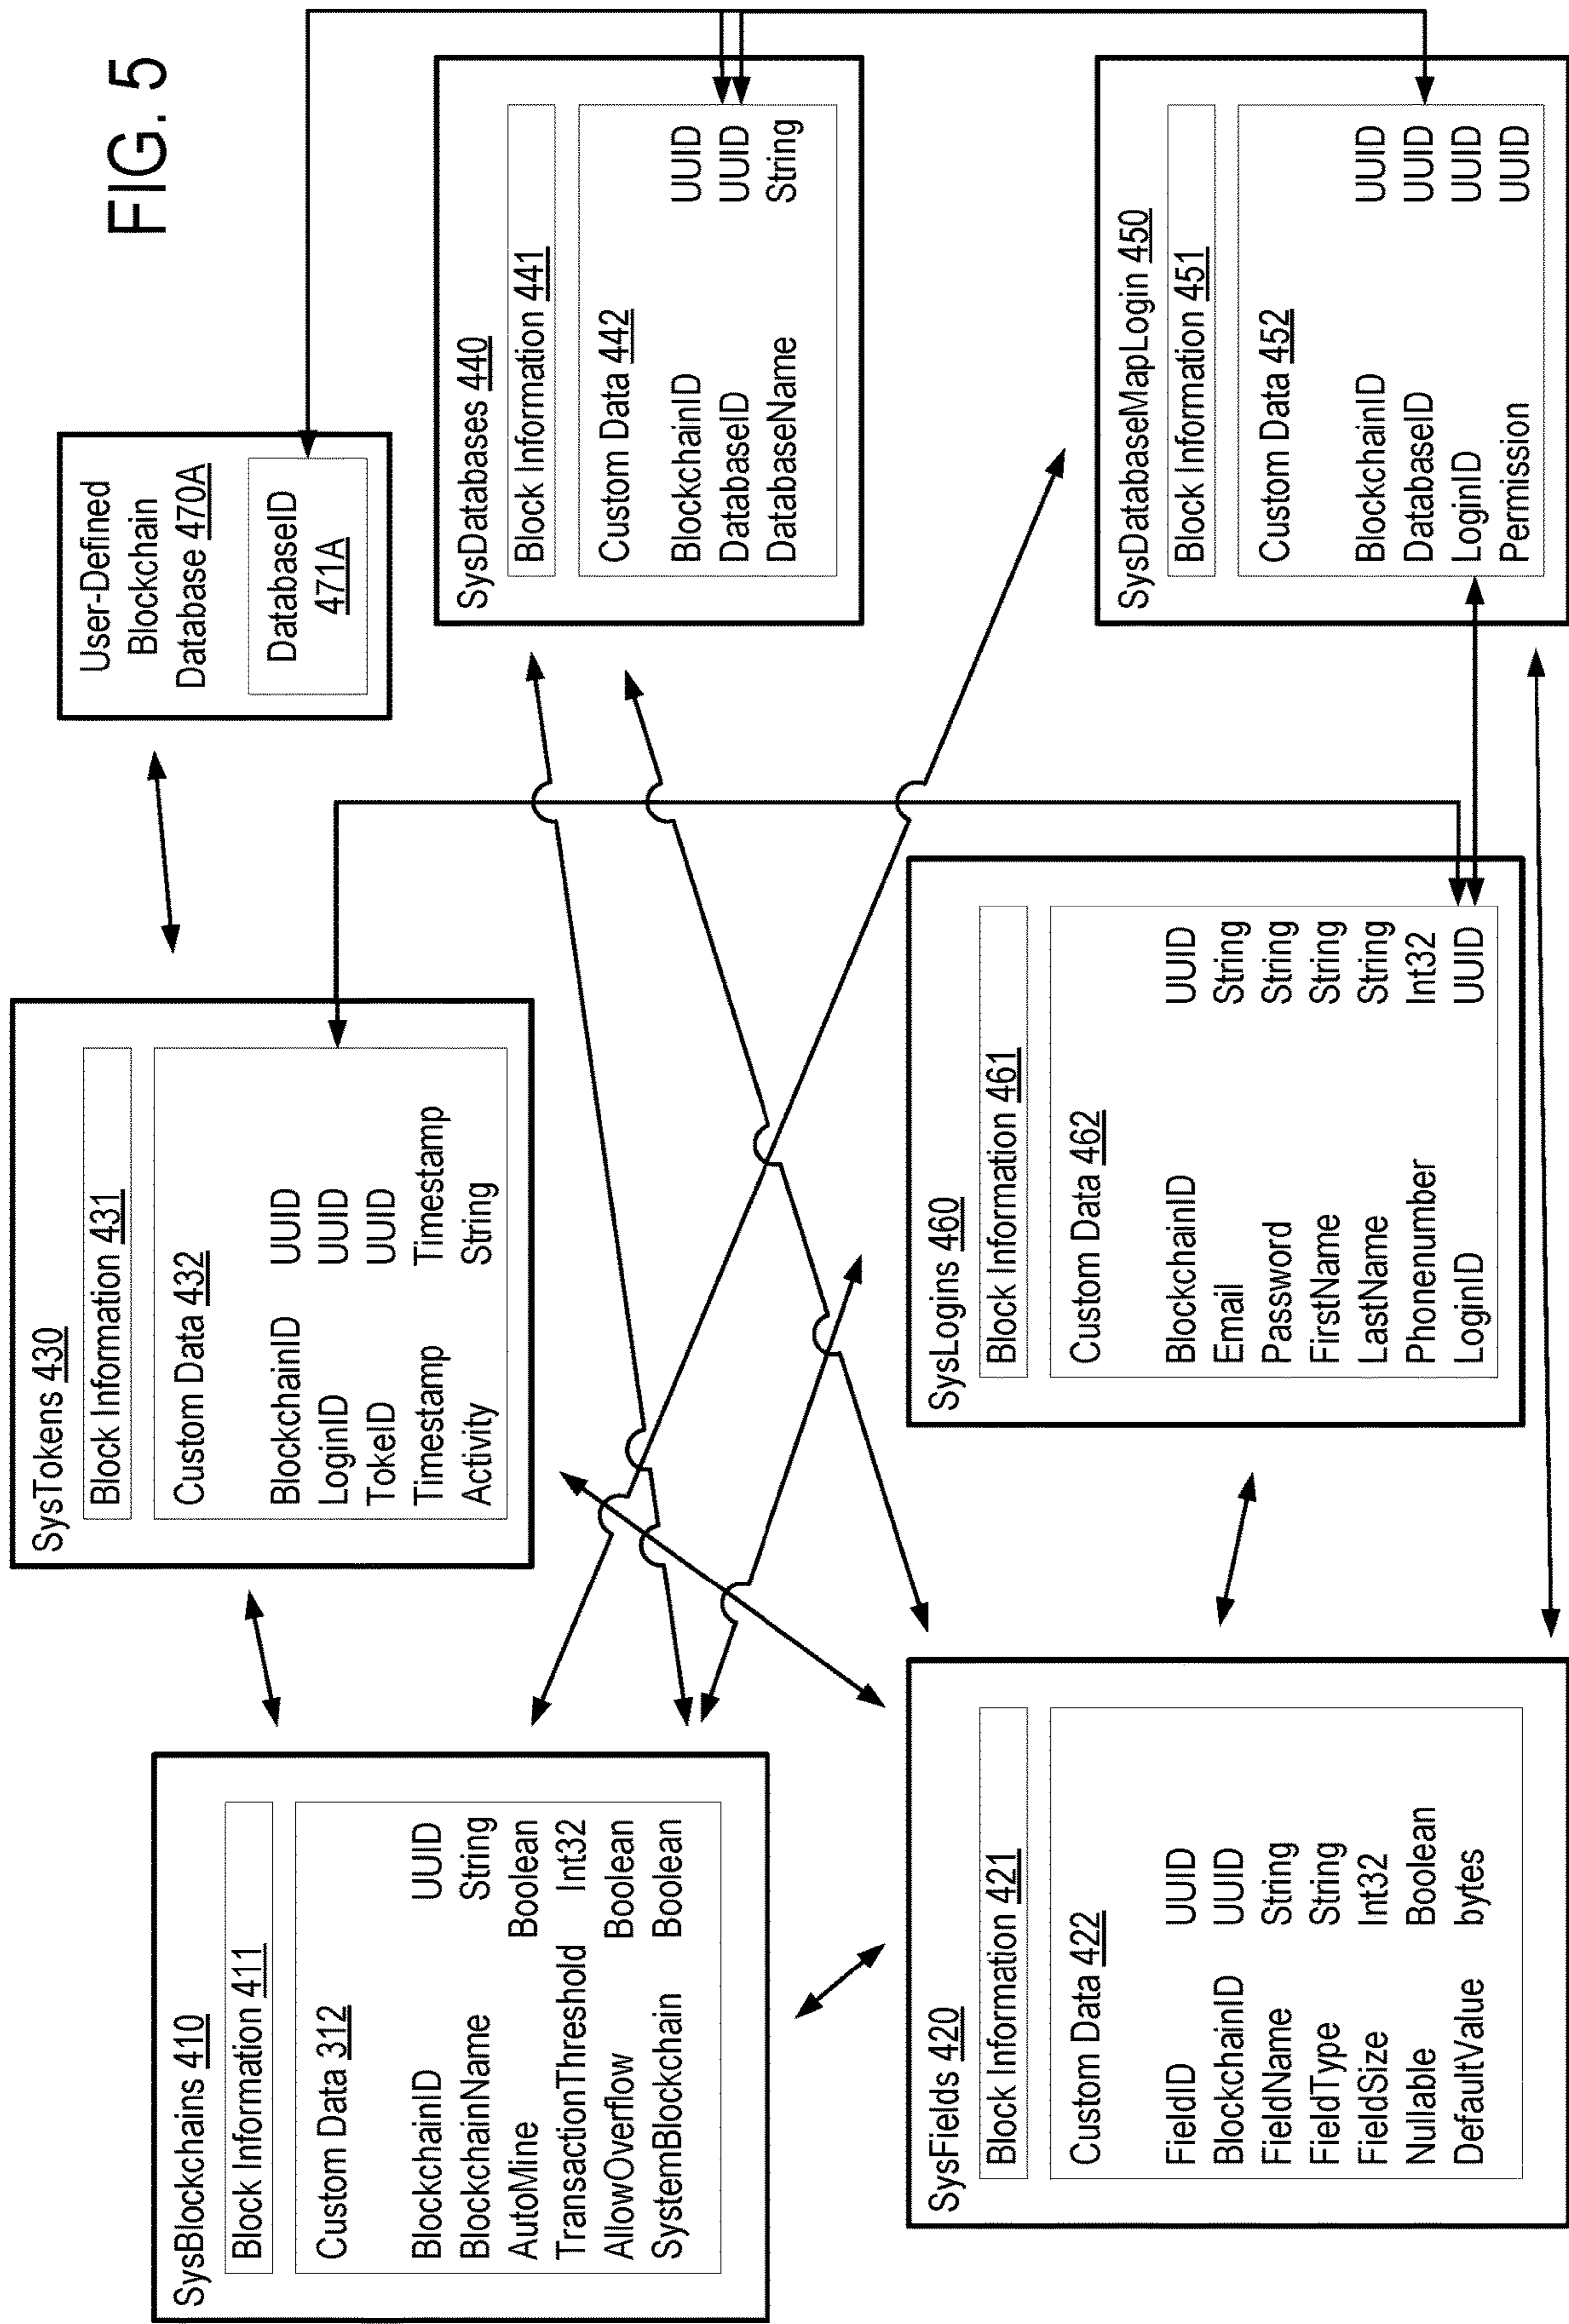 FIG. 5
SysBlockchains 410
Block Information 411
Custom Data 312
BlockchainID UUID
BlockchainName String
AutoMine Boolean
TransactionThreshold Int32
AllowOverflow Boolean
SystemBlockchain Boolean
SysTokens 430
Block Information 431
Custom Data 432
BlockchainID UUID
LoginID UUID
TokeID UUID
Timestamp Timestamp
Activity String
User-Defined
Blockchain
Database 470A
DatabaseID
471A
SysDatabases 440
Block Information 441
Custom Data 442
BlockchainID UUID
DatabaseID UUID
DatabaseName String
SysFields 420
Block Information 421
Custom Data 422
FieldID UUID
BlockchainID UUID
FieldName String
FieldType String
FieldSize Int32
Nullable Boolean
DefaultValue bytes
SysLogins 460
Block Information 461
Custom Data 462
BlockchainID UUID
Email String
Password String
FirstName String
LastName String
Phonenumber Int32
LoginID UUID
SysDatabaseMapLogin 450
Block Information 451
Custom Data 452
BlockchainID UUID
DatabaseID UUID
LoginID UUID
Permission UUID